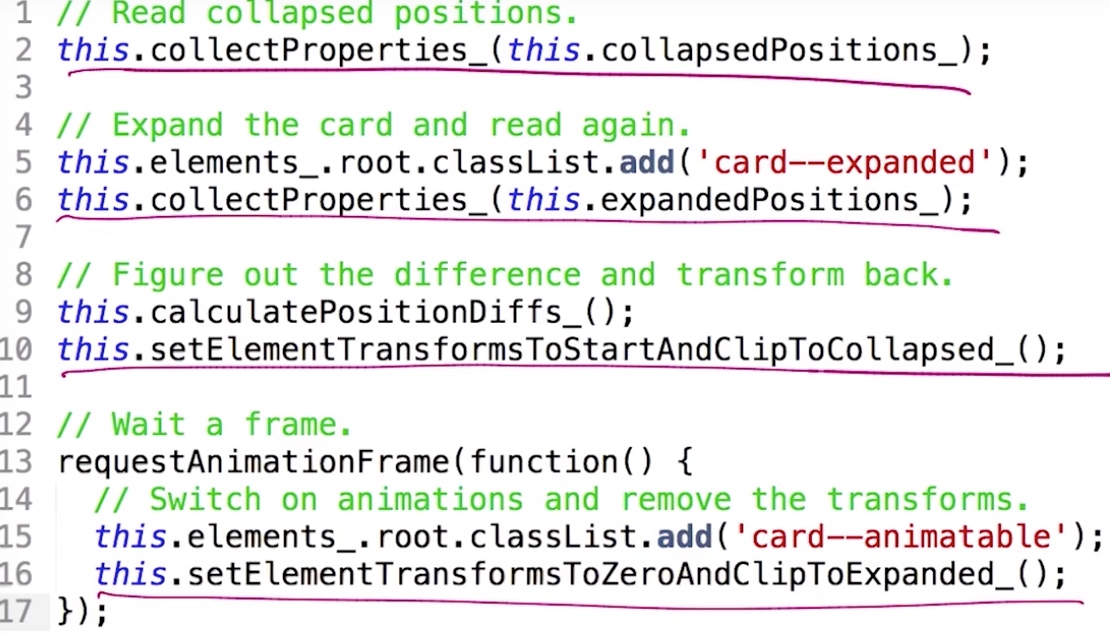 1 // Read collapsed positions.
2 this.collectProperties_(this.collapsedPositions_);
3
4 // Expand the card and read again.
5 this.elements_.root.classList.add('card--expanded');
6 this.collectProperties_(this.expandedPositions_);
7
8 // Figure out the difference and transform back.
9 this.calculatePositionDiffs_();
10 this.setElementTransformsToStartAndClipToCollapsed_();
11
12 // Wait a frame.
13 requestAnimationFrame(function() {
14 // Switch on animations and remove the transforms.
15 this.elements_.root.classList.add('card--animatable');
16 this.setElementTransformsToZeroAndClipToExpanded_();
17 });